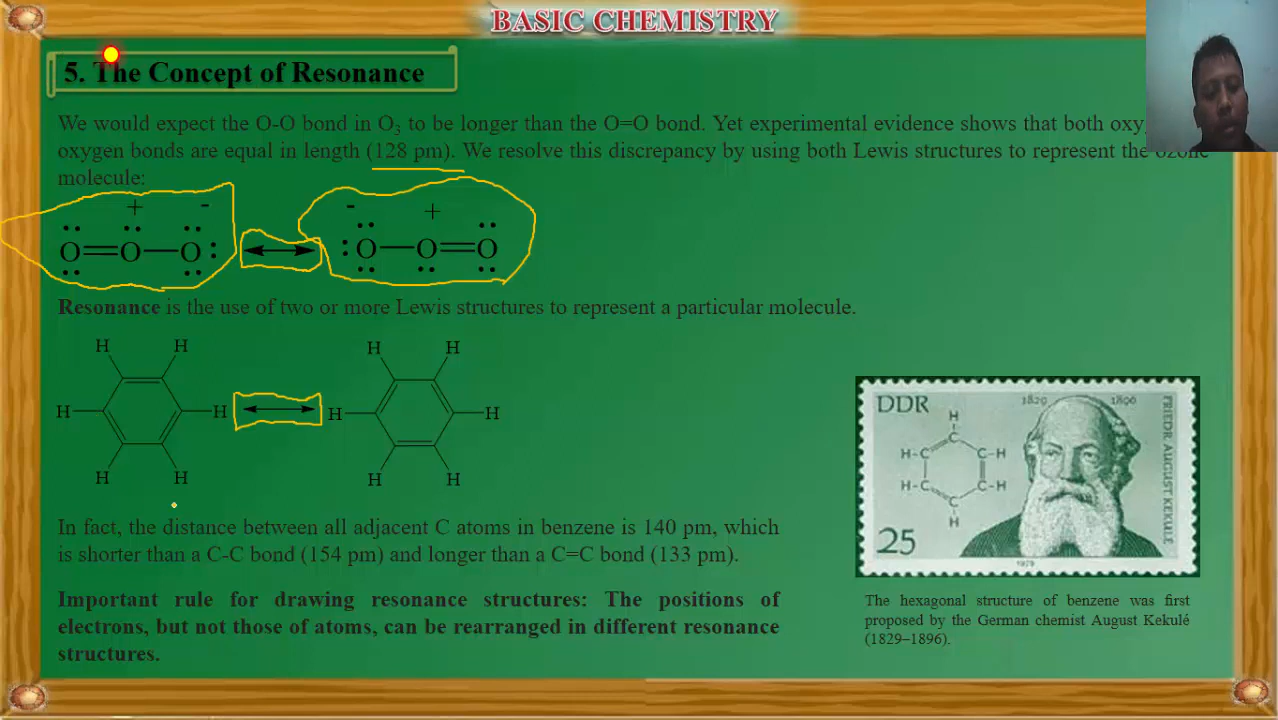 BASIC CHEMISTRY
5. The Concept of Resonance
We would expect the O-O bond in O₃ to be longer than the O=O bond. Yet experimental evidence shows that both
oxygen bonds are equal in length (128 pm). We resolve this discrepancy by using both Lewis structures to represent the ozone
molecule:
+ - - +
O=O—O: ↔ :O—O=O
Resonance is the use of two or more Lewis structures to represent a particular molecule.
H H H H
H H ↔ H H
H H H H
DDR 1829 1896
H
H-C C-H
H-C C-H
H
25
1979
FRIEDR. AUGUST KEKULÉ
In fact, the distance between all adjacent C atoms in benzene is 140 pm, which
is shorter than a C-C bond (154 pm) and longer than a C=C bond (133 pm).
Important rule for drawing resonance structures: The positions of
electrons, but not those of atoms, can be rearranged in different resonance
structures.
The hexagonal structure of benzene was first
proposed by the German chemist August Kekulé
(1829–1896).